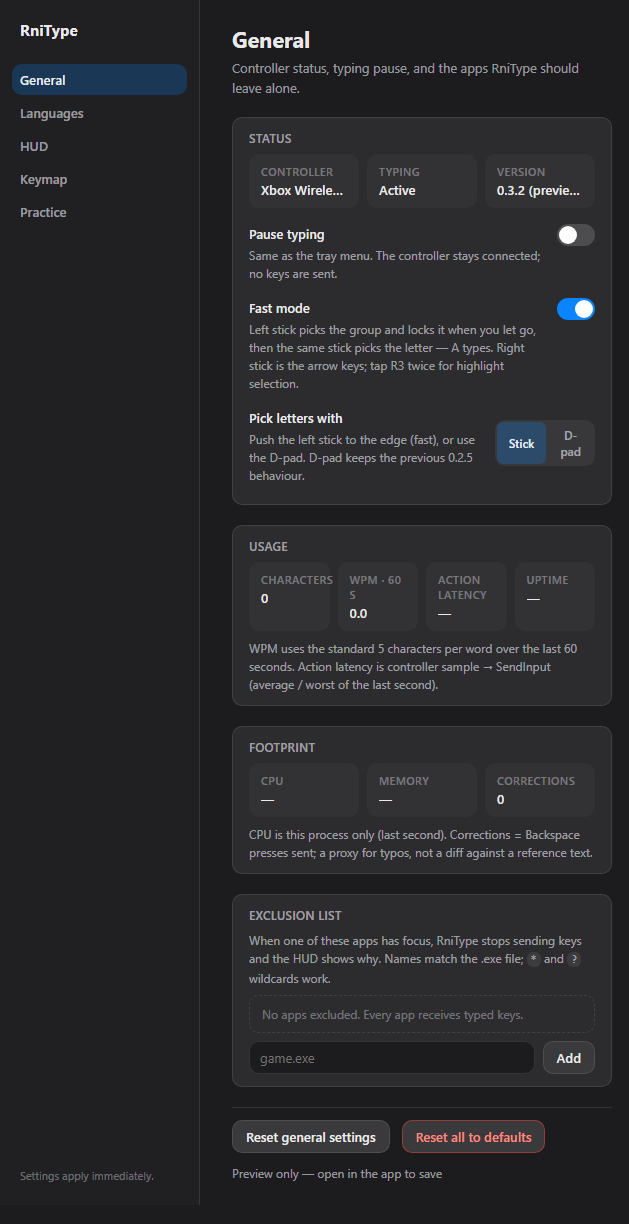 RniType
General
Languages
HUD
Keymap
Practice
Settings apply immediately.
General
Controller status, typing pause, and the apps RniType should
leave alone.
STATUS
CONTROLLER
Xbox Wirele...
TYPING
Active
VERSION
0.3.2 (previe...
Pause typing
Same as the tray menu. The controller stays connected;
no keys are sent.
Fast mode
Left stick picks the group and locks it when you let go,
then the same stick picks the letter — A types. Right
stick is the arrow keys; tap R3 twice for highlight
selection.
Pick letters with
Push the left stick to the edge (fast), or use
the D-pad. D-pad keeps the previous 0.2.5
behaviour.
Stick
D-
pad
USAGE
CHARACTERS
0
WPM · 60
S
0.0
ACTION
LATENCY
—
UPTIME
—
WPM uses the standard 5 characters per word over the last 60
seconds. Action latency is controller sample → SendInput
(average / worst of the last second).
FOOTPRINT
CPU
—
MEMORY
—
CORRECTIONS
0
CPU is this process only (last second). Corrections = Backspace
presses sent; a proxy for typos, not a diff against a reference text.
EXCLUSION LIST
When one of these apps has focus, RniType stops sending keys
and the HUD shows why. Names match the .exe file; * and ?
wildcards work.
No apps excluded. Every app receives typed keys.
game.exe
Add
Reset general settings
Reset all to defaults
Preview only — open in the app to save